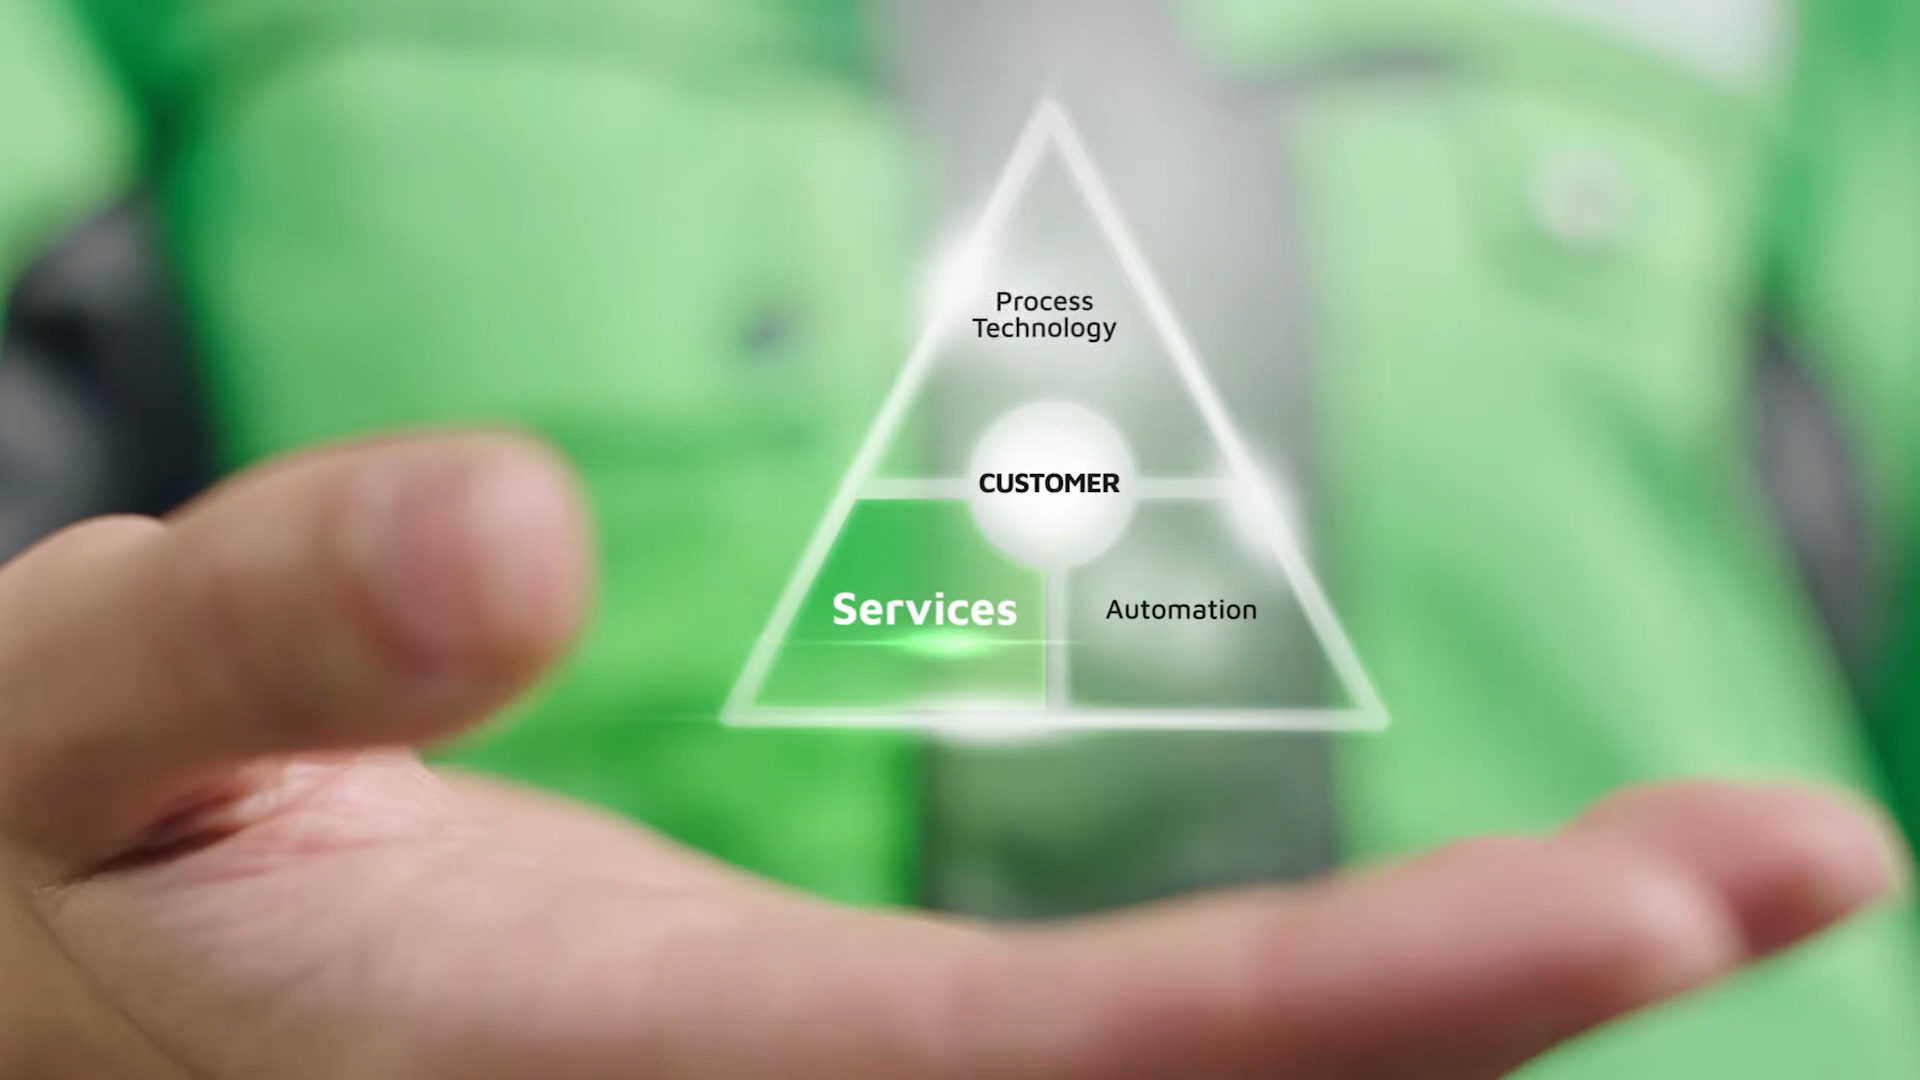 Process
Technology
CUSTOMER
Services
Automation